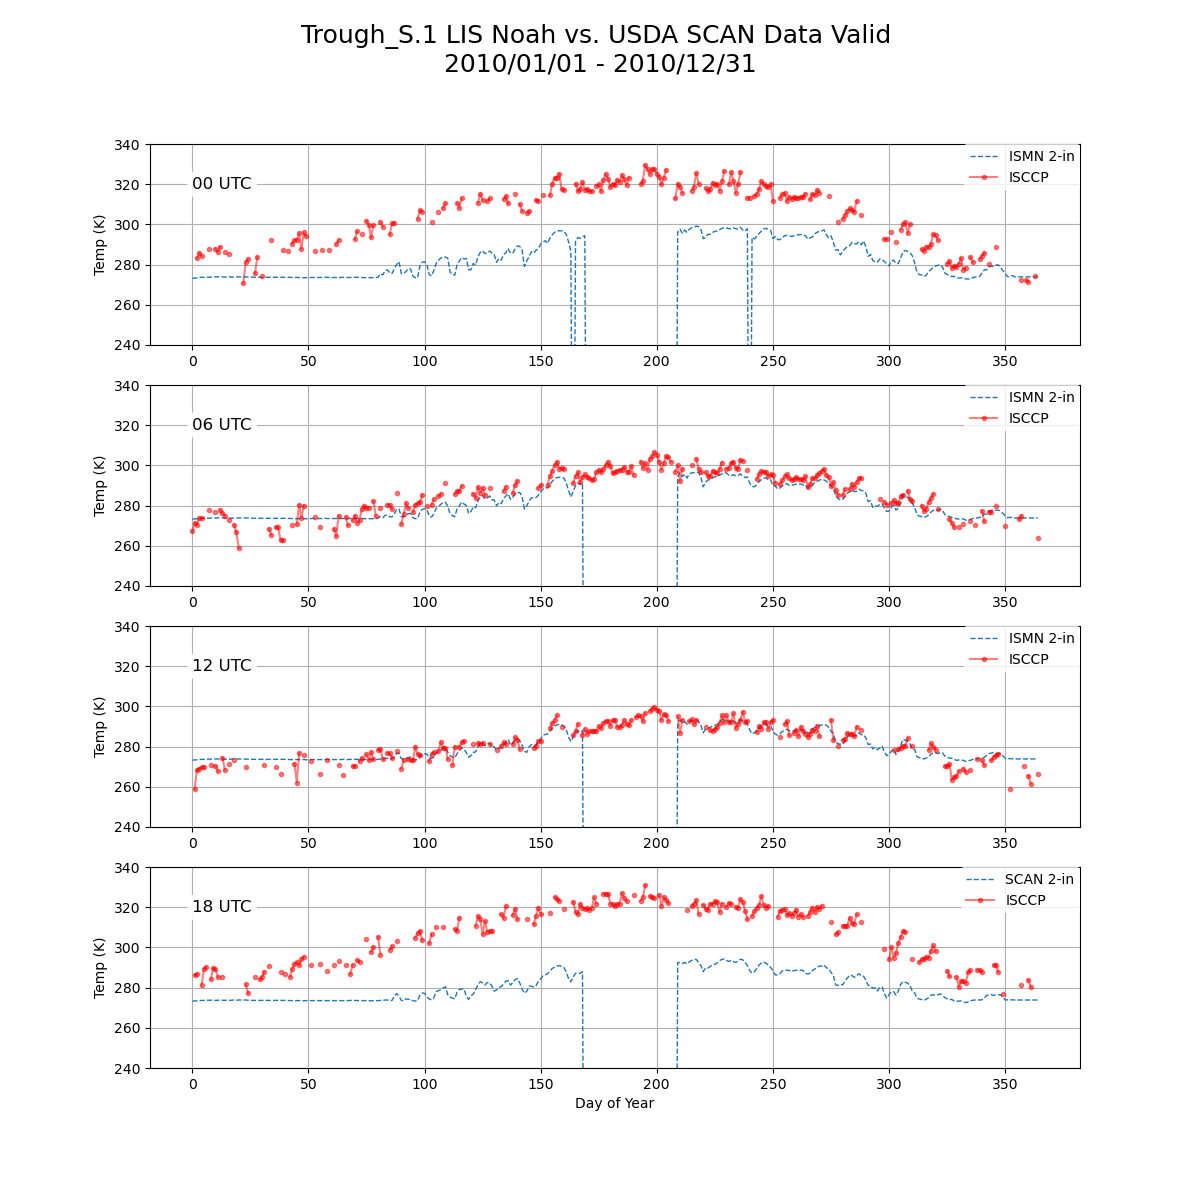 Trough_S.1 LIS Noah vs. USDA SCAN Data Valid
2010/01/01 - 2010/12/31
340
320
300
280
260
240
Temp (K)
00 UTC
ISMN 2-in
ISCCP
0 50 100 150 200 250 300 350
340
320
300
280
260
240
Temp (K)
06 UTC
ISMN 2-in
ISCCP
0 50 100 150 200 250 300 350
340
320
300
280
260
240
Temp (K)
12 UTC
ISMN 2-in
ISCCP
0 50 100 150 200 250 300 350
340
320
300
280
260
240
Temp (K)
18 UTC
SCAN 2-in
ISCCP
0 50 100 150 200 250 300 350
Day of Year